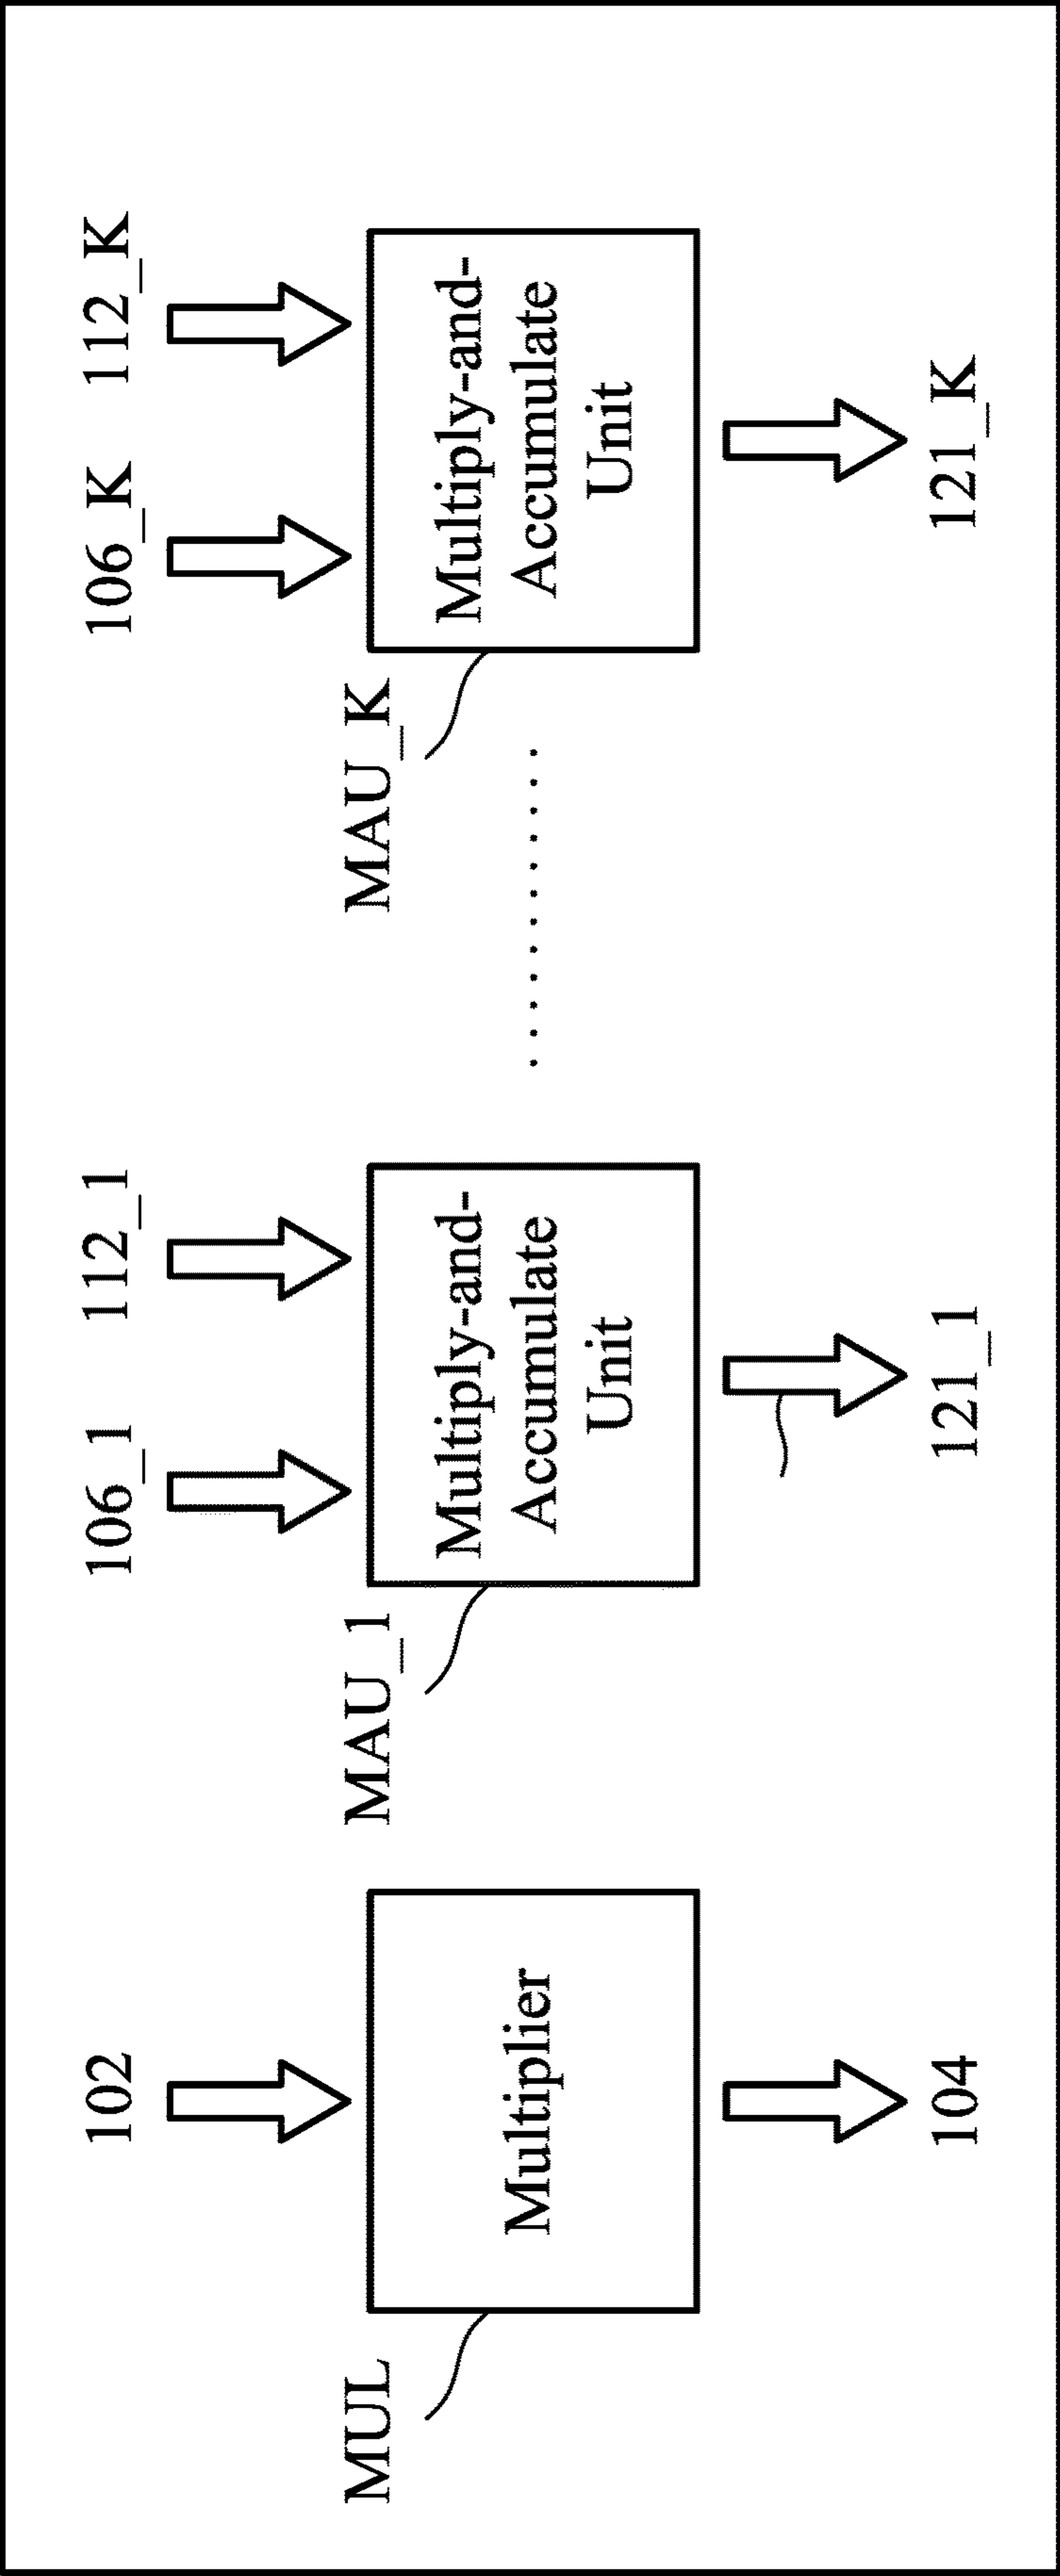 102
106_1
112_1
106_K
112_K
MUL
MAU_1
MAU_K
Multiplier
Multiply-and-
Accumulate
Unit
Multiply-and-
Accumulate
Unit
104
121_1
121_K